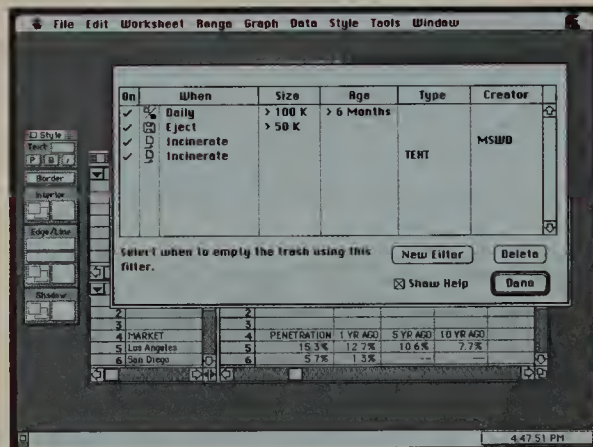 File Edit Worksheet Range Graph Data Style Tools Window
On When Size Age Type Creator
Daily > 100 K > 6 Months
Eject > 50 K
Incinerate MSWD
Incinerate TEXT
Select when to empty the trash using this filter.
New Filter Delete
Show Help Done
Style
Text
P B I
Border
Interior
Edge/Line
Shadow
2 2
3 3
4 MARKET 4 PENETRATION 1 YR AGO 5 YR AGO 10 YR AGO
5 Los Angeles 5 15.3% 12.7% 10.6% 7.7%
6 San Diego 6 5.7% 1.3% -- --
4:47:51 PM